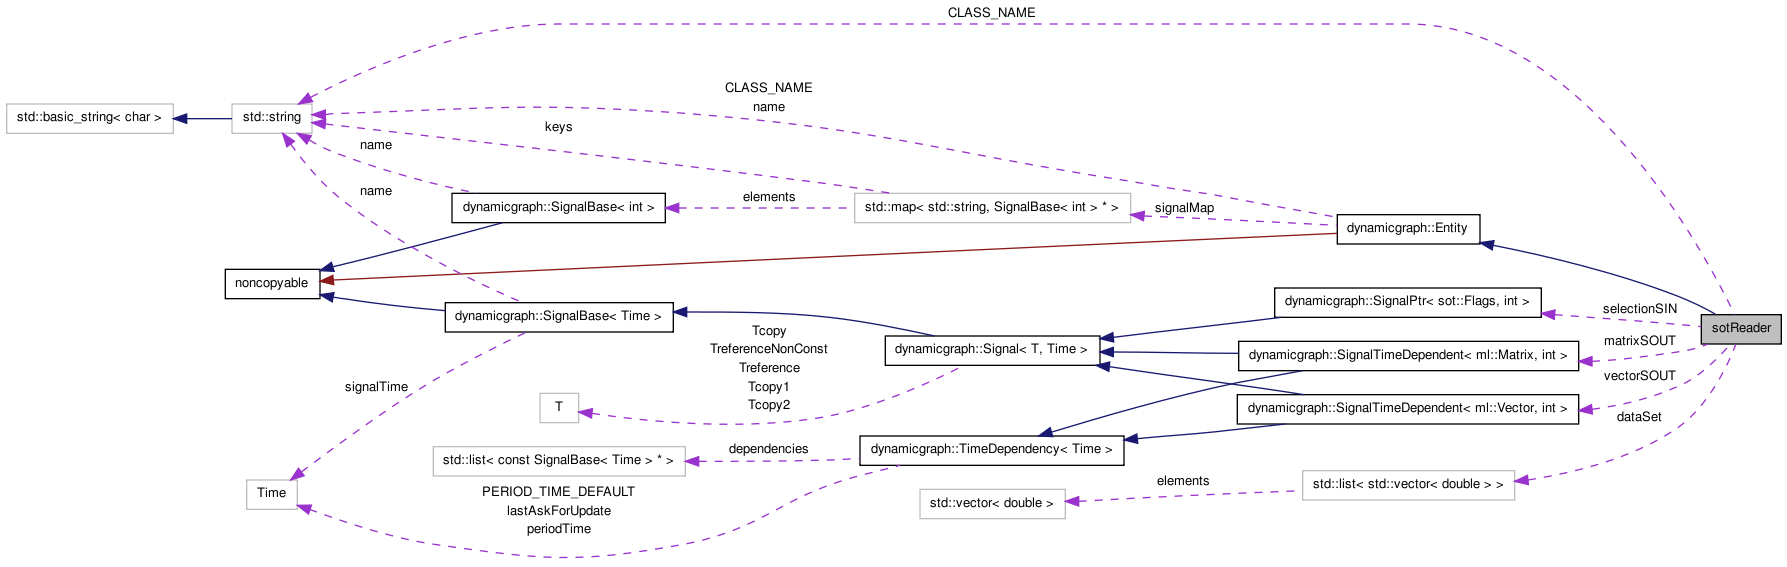 CLASS_NAME
CLASS_NAME
name
std::basic_string< char >
std::string
keys
name
name
dynamicgraph::SignalBase< int >
elements
std::map< std::string, SignalBase< int > * >
signalMap
dynamicgraph::Entity
noncopyable
dynamicgraph::SignalBase< Time >
dynamicgraph::SignalPtr< sot::Flags, int >
selectionSIN
sotReader
Tcopy
TreferenceNonConst
Treference
Tcopy1
Tcopy2
dynamicgraph::Signal< T, Time >
dynamicgraph::SignalTimeDependent< ml::Matrix, int >
matrixSOUT
vectorSOUT
signalTime
T
dynamicgraph::SignalTimeDependent< ml::Vector, int >
dataSet
std::list< const SignalBase< Time > * >
dependencies
dynamicgraph::TimeDependency< Time >
Time
PERIOD_TIME_DEFAULT
lastAskForUpdate
periodTime
std::vector< double >
elements
std::list< std::vector< double > >